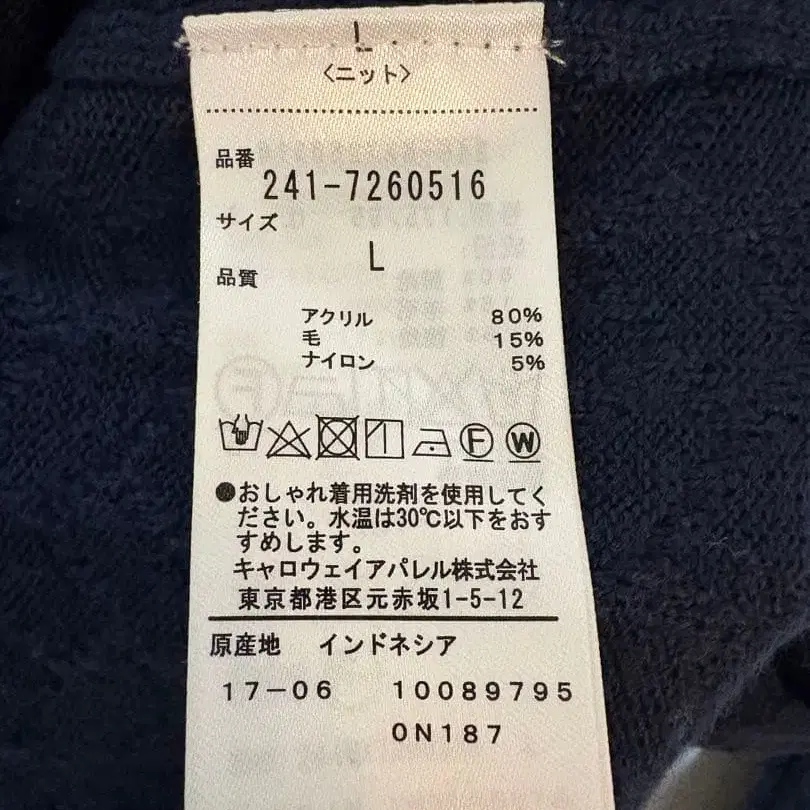 L
〈ニット〉
品番
241-7260516
サイズ
L
品質
アクリル 80%
毛 15%
ナイロン 5%
F W
●おしゃれ着用洗剤を使用してく
ださい。水温は30℃以下をおす
すめします。
キャロウェイアパレル株式会社
東京都港区元赤坂1-5-12
原産地 インドネシア
17-06 10089795
0N187